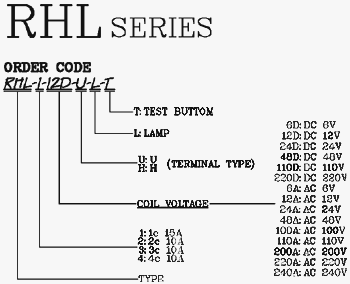 RHL SERIES
ORDER CODE
RHL-1-12D-U-L-T
T: TEST BUTTOM
L: LAMP
U: U
H: H (TERMINAL TYPE)
COIL VOLTAGE
6D: DC 6V
12D: DC 12V
24D: DC 24V
48D: DC 48V
110D: DC 110V
220D: DC 220V
6A: AC 6V
12A: AC 12V
24A: AC 24V
48A: AC 48V
100A: AC 100V
110A: AC 110V
200A: AC 200V
220A: AC 220V
240A: AC 240V
1: 1c 15A
2: 2c 10A
3: 3c 10A
4: 4c 10A
TYPE